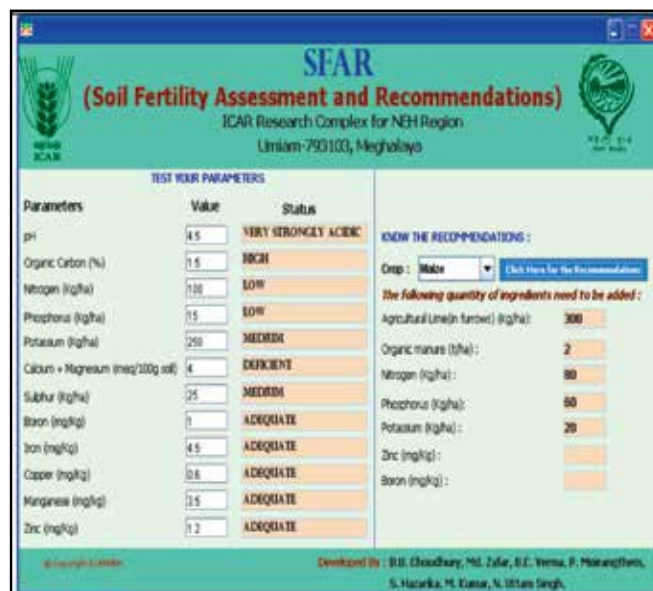 SFAR
(Soil Fertility Assessment and Recommendations)
ICAR Research Complex for NEH Region
Umiam-793103, Meghalaya
ICAR
TEST YOUR PARAMETERS
Parameters Value Status
pH 4.5 VERY STRONGLY ACIDIC
Organic Carbon (%) 1.5 HIGH
Nitrogen (Kg/ha) 100 LOW
Phosphorus (Kg/ha) 15 LOW
Potassium (Kg/ha) 250 MEDIUM
Calcium + Magnesium (meq/100g soil) 4 DEFICIENT
Sulphur (Kg/ha) 25 MEDIUM
Boron (mg/Kg) 1 ADEQUATE
Iron (mg/Kg) 4.5 ADEQUATE
Copper (mg/Kg) 0.6 ADEQUATE
Manganese (mg/Kg) 3.5 ADEQUATE
Zinc (mg/Kg) 1.2 ADEQUATE
KNOW THE RECOMMENDATIONS :
Crop : Maize Click Here for the Recommendations
The following quantity of ingredients need to be added :
Agricultural Lime(in furrows) (Kg/ha): 300
Organic manure (t/ha) : 2
Nitrogen (Kg/ha) : 80
Phosphorus (Kg/ha): 60
Potassium (Kg/ha) : 20
Zinc (mg/Kg) :
Boron (mg/Kg) :
Developed By : B.U. Choudhury, Md. Zafar, B.C. Verma, P. Moirangthem,
S. Hazarika, M. Kumar, N. Uttam Singh,